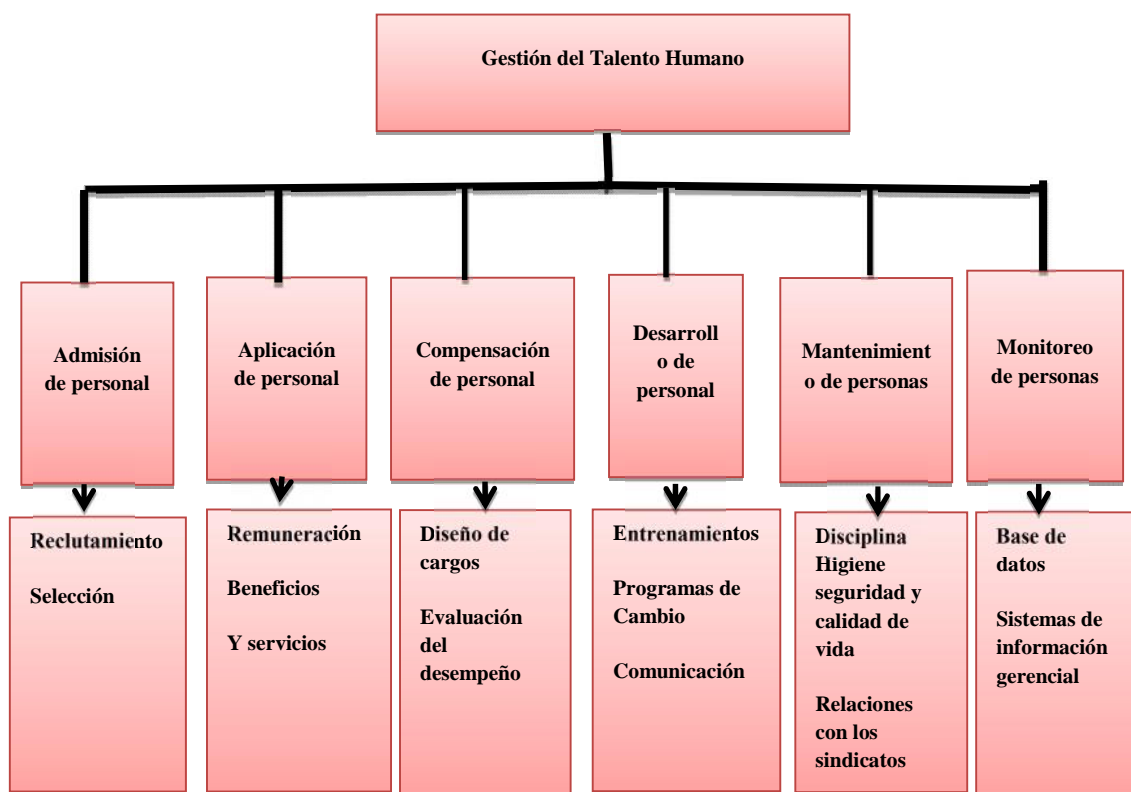 Gestión del Talento Humano
Admisión
de personal
Aplicación
de personal
Compensación
de personal
Desarroll
o de
personal
Mantenimient
o de personas
Monitoreo
de personas
Reclutamiento
Selección
Remuneración
Beneficios
Y servicios
Diseño de
cargos
Evaluación
del
desempeño
Entrenamientos
Programas de
Cambio
Comunicación
Disciplina
Higiene
seguridad y
calidad de
vida
Relaciones
con los
sindicatos
Base de
datos
Sistemas de
información
gerencial